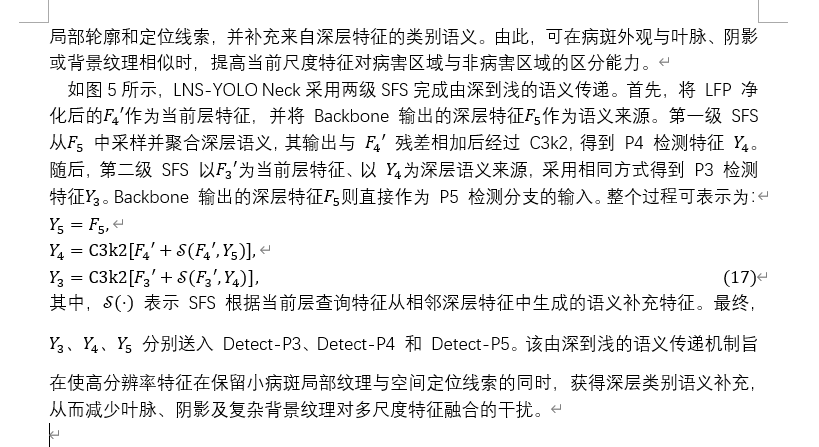 局部轮廓和定位线索，并补充来自深层特征的类别语义。由此，可在病斑外观与叶脉、阴影
或背景纹理相似时，提高当前尺度特征对病害区域与非病害区域的区分能力。
如图 5 所示，LNS-YOLO Neck 采用两级 SFS 完成由深到浅的语义传递。首先，将 LFP 净
化后的F₄′作为当前层特征，并将 Backbone 输出的深层特征F₅作为语义来源。第一级 SFS
从F₅ 中采样并聚合深层语义，其输出与 F₄′ 残差相加后经过 C3k2，得到 P4 检测特征 Y₄。
随后，第二级 SFS 以F₃′为当前层特征、以 Y₄为深层语义来源，采用相同方式得到 P3 检测
特征Y₃。Backbone 输出的深层特征F₅则直接作为 P5 检测分支的输入。整个过程可表示为：
Y₅ = F₅,
Y₄ = C3k2[F₄′ + 𝒮(F₄′, Y₅)],
Y₃ = C3k2[F₃′ + 𝒮(F₃′, Y₄)], (17)
其中，𝒮(·) 表示 SFS 根据当前层查询特征从相邻深层特征中生成的语义补充特征。最终，
Y₃、Y₄、Y₅ 分别送入 Detect-P3、Detect-P4 和 Detect-P5。该由深到浅的语义传递机制旨
在使高分辨率特征在保留小病斑局部纹理与空间定位线索的同时，获得深层类别语义补充，
从而减少叶脉、阴影及复杂背景纹理对多尺度特征融合的干扰。